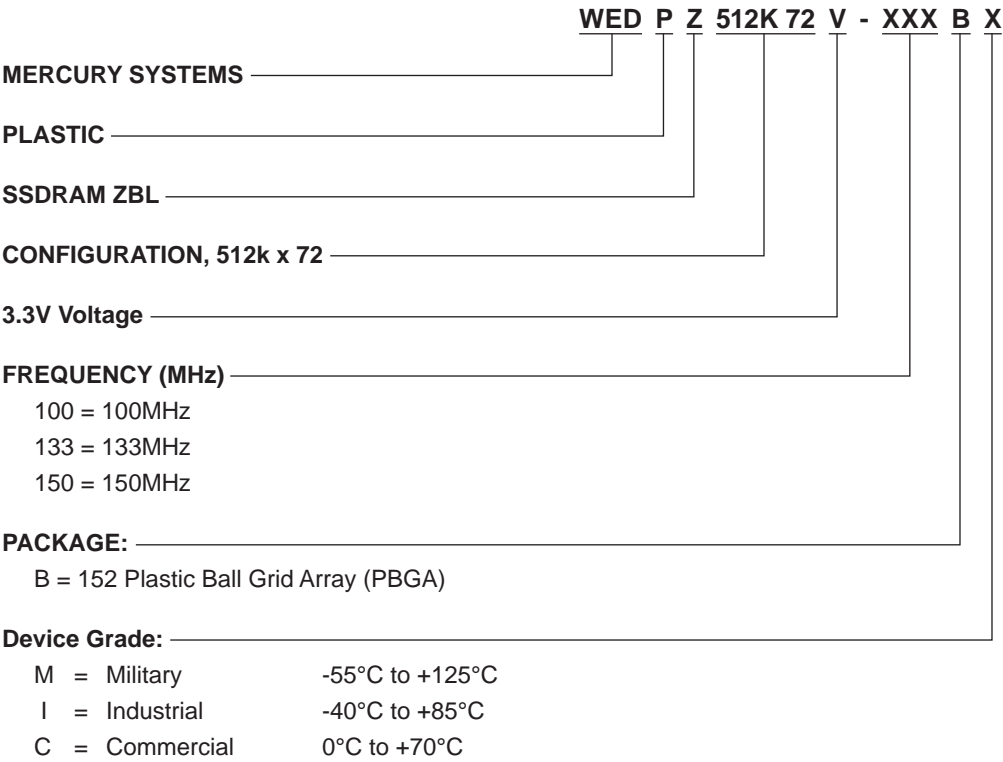 WED P Z 512K 72 V - XXX B X
MERCURY SYSTEMS
PLASTIC
SSDRAM ZBL
CONFIGURATION, 512k x 72
3.3V Voltage
FREQUENCY (MHz)
100 = 100MHz
133 = 133MHz
150 = 150MHz
PACKAGE:
B = 152 Plastic Ball Grid Array (PBGA)
Device Grade:
M = Military -55°C to +125°C
I = Industrial -40°C to +85°C
C = Commercial 0°C to +70°C